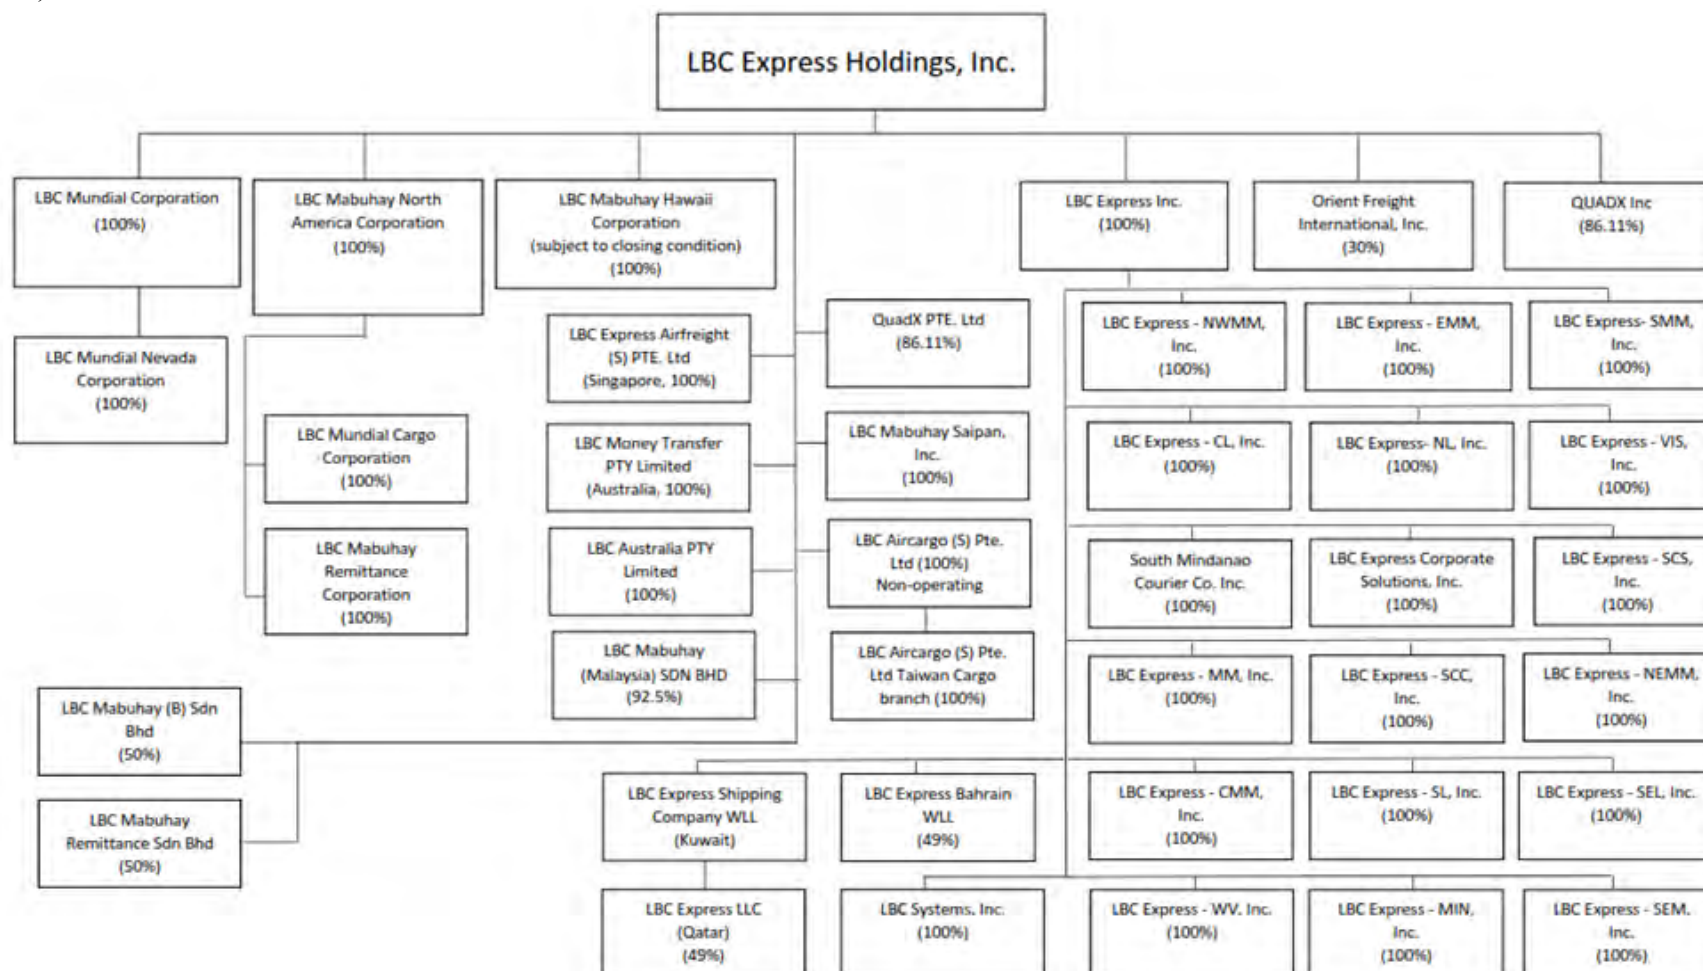 LBC Express Holdings, Inc.
LBC Mundial Corporation
(100%)
LBC Mabuhay North
America Corporation
(100%)
LBC Mabuhay Hawaii
Corporation
(subject to closing condition)
(100%)
LBC Express Inc.
(100%)
Orient Freight
International, Inc.
(30%)
QUADX Inc
(86.11%)
LBC Mundial Nevada
Corporation
(100%)
LBC Mundial Cargo
Corporation
(100%)
LBC Mabuhay
Remittance
Corporation
(100%)
LBC Express Airfreight
(S) PTE. Ltd
(Singapore, 100%)
LBC Money Transfer
PTY Limited
(Australia, 100%)
LBC Australia PTY
Limited
(100%)
LBC Mabuhay
(Malaysia) SDN BHD
(92.5%)
QuadX PTE. Ltd
(86.11%)
LBC Mabuhay Saipan,
Inc.
(100%)
LBC Aircargo (S) Pte.
Ltd (100%)
Non-operating
LBC Aircargo (S) Pte.
Ltd Taiwan Cargo
branch (100%)
LBC Mabuhay (B) Sdn
Bhd
(50%)
LBC Mabuhay
Remittance Sdn Bhd
(50%)
LBC Express - NWMM,
Inc.
(100%)
LBC Express - EMM,
Inc.
(100%)
LBC Express- SMM,
Inc.
(100%)
LBC Express - CL, Inc.
(100%)
LBC Express- NL, Inc.
(100%)
LBC Express - VIS,
Inc.
(100%)
South Mindanao
Courier Co. Inc.
(100%)
LBC Express Corporate
Solutions, Inc.
(100%)
LBC Express - SCS,
Inc.
(100%)
LBC Express - MM, Inc.
(100%)
LBC Express - SCC,
Inc.
(100%)
LBC Express - NEMM,
Inc.
(100%)
LBC Express Shipping
Company WLL
(Kuwait)
LBC Express Bahrain
WLL
(49%)
LBC Express - CMM,
Inc.
(100%)
LBC Express - SL, Inc.
(100%)
LBC Express - SEL, Inc.
(100%)
LBC Express LLC
(Qatar)
(49%)
LBC Systems. Inc.
(100%)
LBC Express - WV. Inc.
(100%)
LBC Express - MIN,
Inc.
(100%)
LBC Express - SEM.
Inc.
(100%)